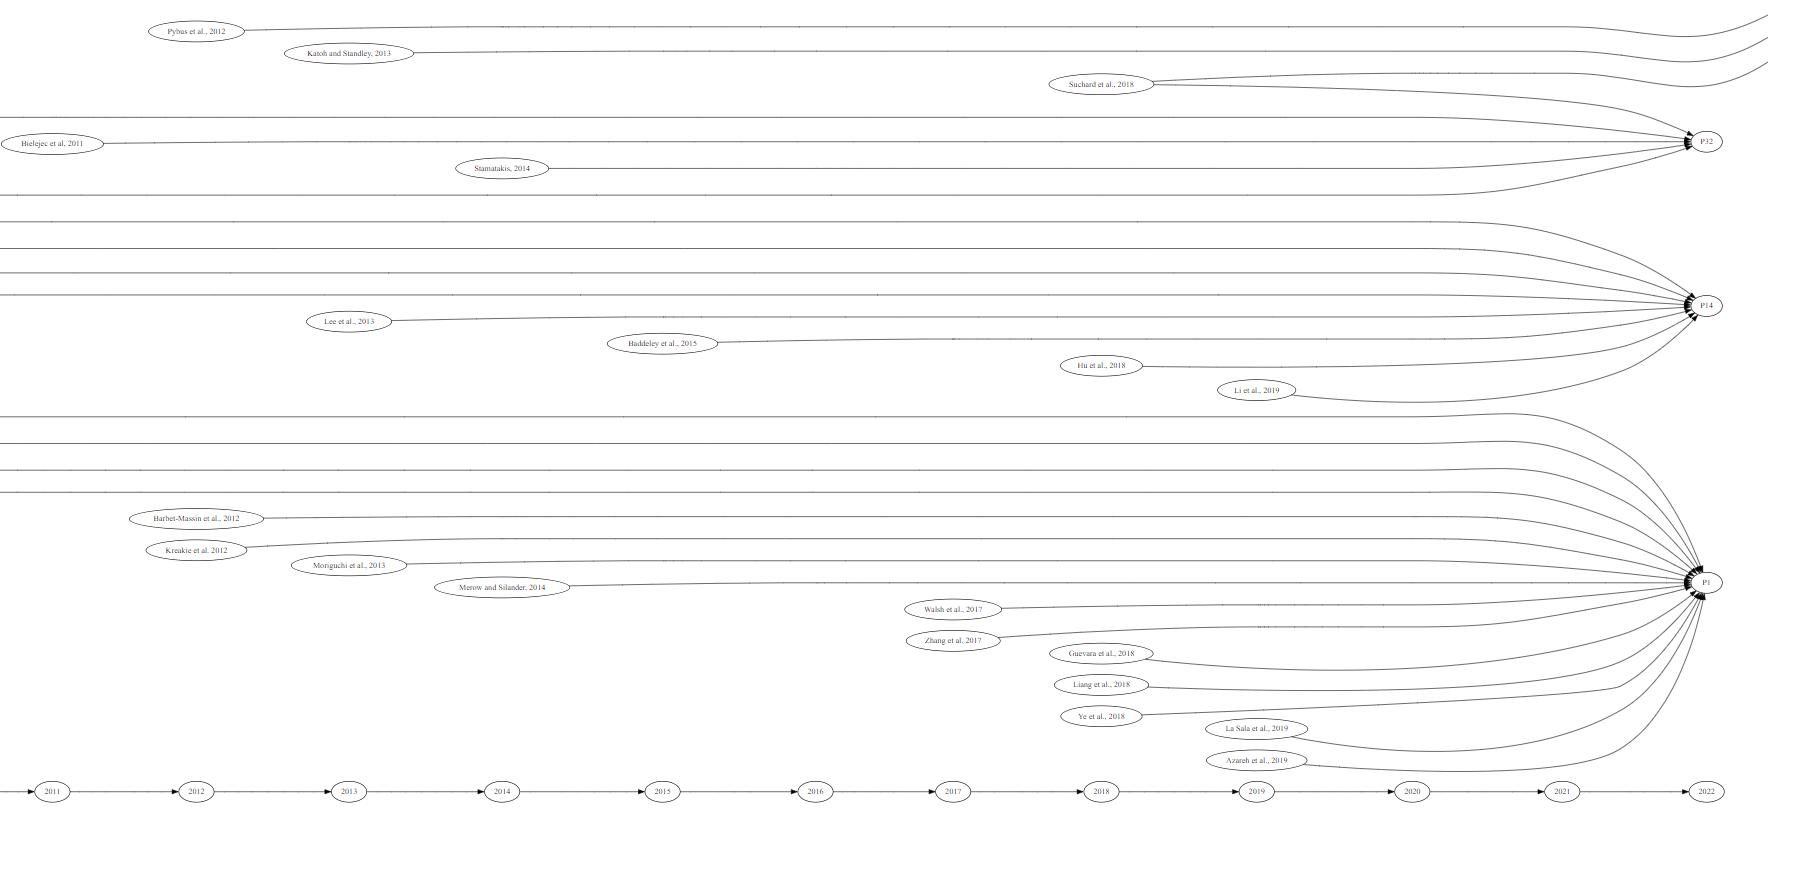 Pybus et al., 2012
Katoh and Standley, 2013
Suchard et al., 2018
P32
Bielejec et al, 2011
Stamatakis, 2014
P14
Lee et al., 2013
Baddeley et al., 2015
Hu et al., 2018
Li et al., 2019
Barbet-Massin et al., 2012
Kreakie et al. 2012
Moriguchi et al., 2013
Merow and Silander, 2014
P1
Walsh et al., 2017
Zhang et al. 2017
Guevara et al., 2018
Liang et al., 2018
Ye et al., 2018
La Sala et al., 2019
Azareh et al., 2019
2011 2012 2013 2014 2015 2016 2017 2018 2019 2020 2021 2022